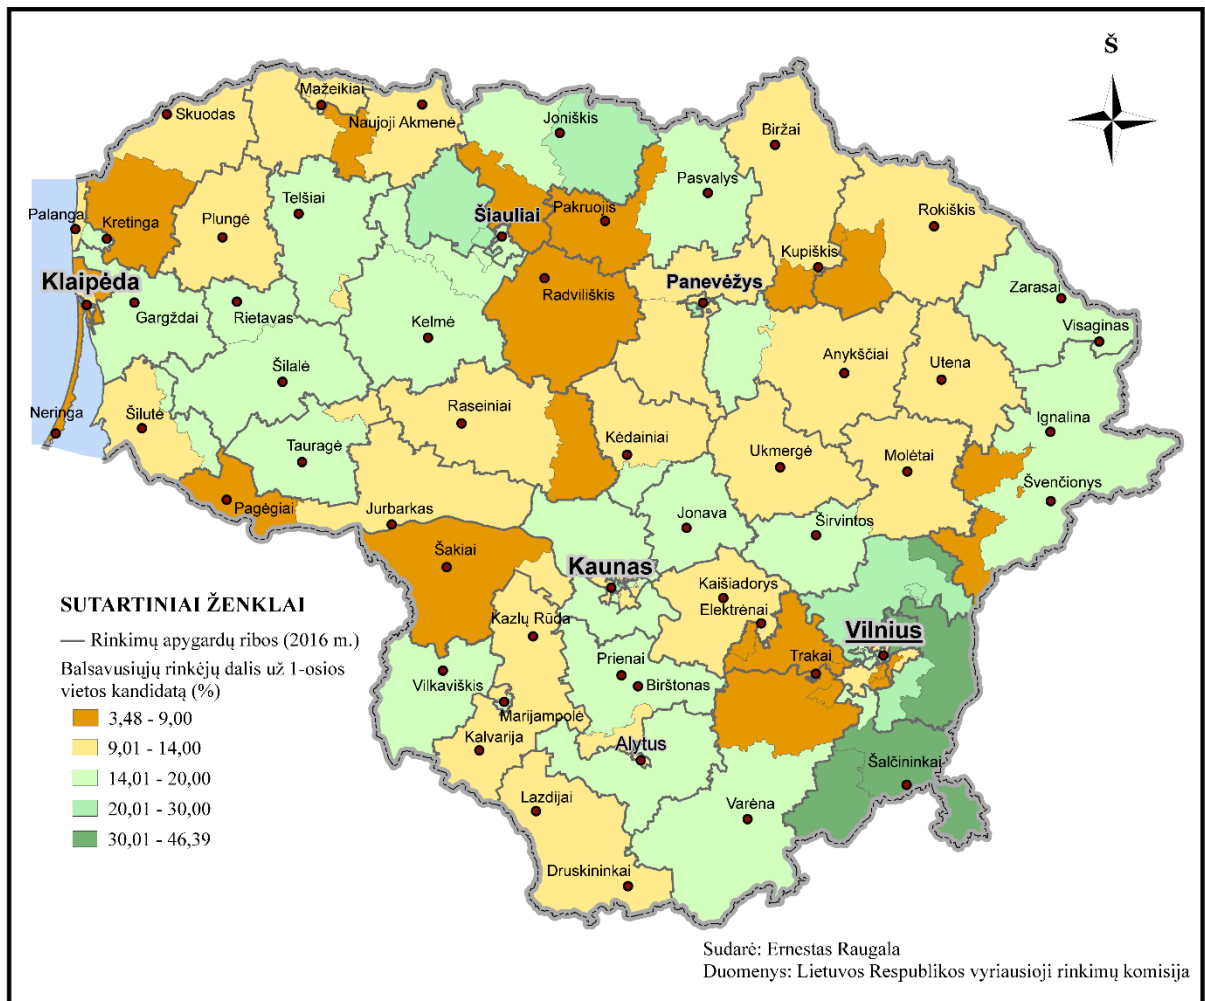 Š
Mažeikiai
Skuodas
Naujoji Akmenė
Joniškis
Biržai
Pasvalys
Telšiai
Palanga
Kretinga
Plungė
Šiauliai
Pakruojis
Rokiškis
Kupiškis
Klaipėda
Gargždai
Rietavas
Radviliškis
Panevėžys
Zarasai
Visaginas
Kelmė
Anykščiai
Utena
Šilalė
Neringa
Šilutė
Raseiniai
Ignalina
Tauragė
Kėdainiai
Ukmergė
Molėtai
Švenčionys
Pagėgiai
Jurbarkas
Jonava
Širvintos
Šakiai
Kaunas
Kaišiadorys
Elektrėnai
Kazlų Rūda
Vilnius
Prienai
Trakai
Birštonas
Vilkaviškis
Marijampolė
Kalvarija
Alytus
Šalčininkai
Lazdijai
Varėna
Druskininkai
SUTARTINIAI ŽENKLAI
Rinkimų apygardų ribos (2016 m.)
Balsavusiųjų rinkėjų dalis už 1-osios
vietos kandidatą (%)
3,48 - 9,00
9,01 - 14,00
14,01 - 20,00
20,01 - 30,00
30,01 - 46,39
Sudarė: Ernestas Raugala
Duomenys: Lietuvos Respublikos vyriausioji rinkimų komisija